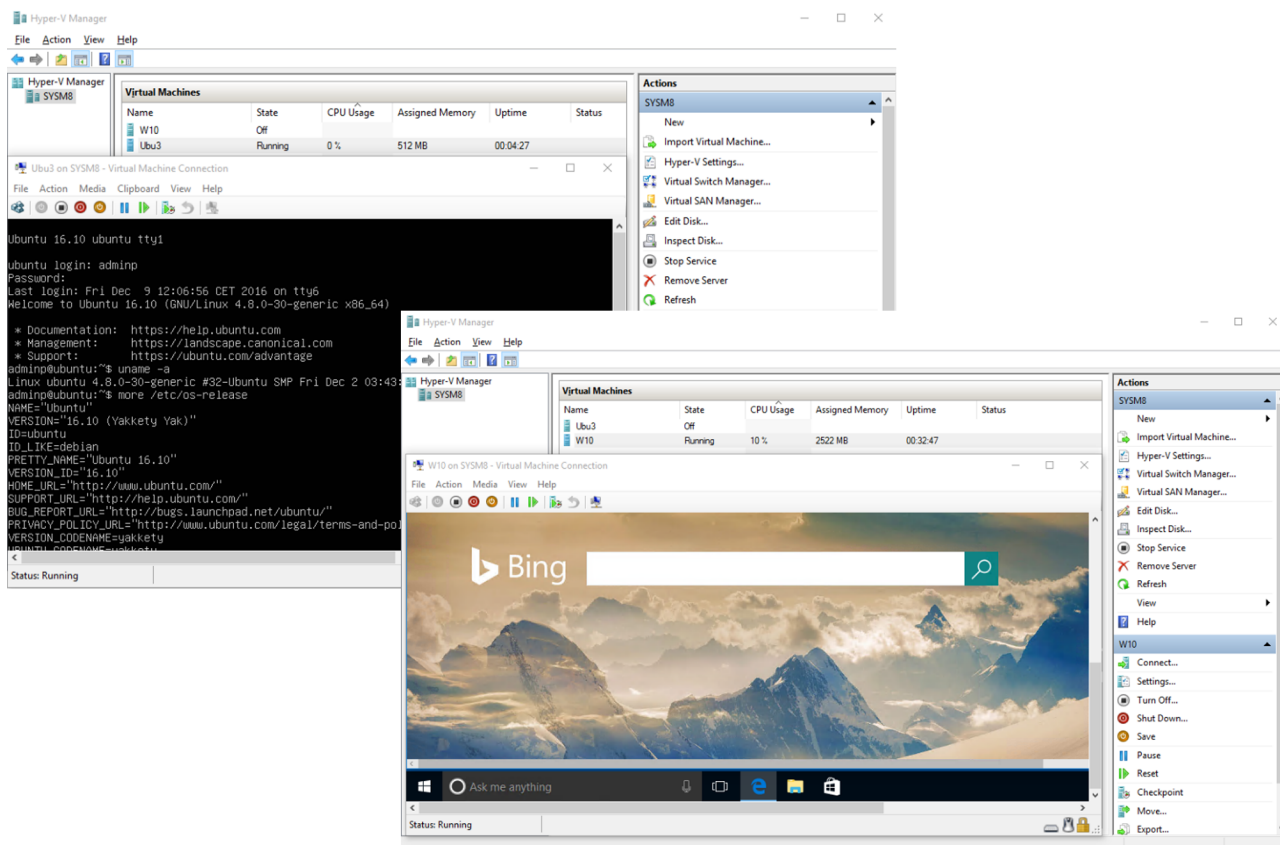 Hyper-V Manager
File Action View Help
Hyper-V Manager
SYSM8
Virtual Machines
Name State CPU Usage Assigned Memory Uptime Status
W10 Off
Ubu3 Running 0 % 512 MB 00:04:27
Actions
SYSM8
New
Import Virtual Machine...
Hyper-V Settings...
Virtual Switch Manager...
Virtual SAN Manager...
Edit Disk...
Inspect Disk...
Stop Service
Remove Server
Refresh
Ubu3 on SYSM8 - Virtual Machine Connection
File Action Media Clipboard View Help
Ubuntu 16.10 ubuntu tty1
ubuntu login: adminp
Password:
Last login: Fri Dec  9 12:06:56 CET 2016 on tty6
Welcome to Ubuntu 16.10 (GNU/Linux 4.8.0-30-generic x86_64)
* Documentation:  https://help.ubuntu.com
* Management:     https://landscape.canonical.com
* Support:        https://ubuntu.com/advantage
adminp@ubuntu:~$ uname -a
Linux ubuntu 4.8.0-30-generic #32-Ubuntu SMP Fri Dec 2 03:43:
adminp@ubuntu:~$ more /etc/os-release
NAME="Ubuntu"
VERSION="16.10 (Yakkety Yak)"
ID=ubuntu
ID_LIKE=debian
PRETTY_NAME="Ubuntu 16.10"
VERSION_ID="16.10"
HOME_URL="http://www.ubuntu.com/"
SUPPORT_URL="http://help.ubuntu.com/"
BUG_REPORT_URL="http://bugs.launchpad.net/ubuntu/"
PRIVACY_POLICY_URL="http://www.ubuntu.com/legal/terms-and-pol
VERSION_CODENAME=yakkety
UBUNTU_CODENAME=yakkety
Status: Running
Hyper-V Manager
File Action View Help
Hyper-V Manager
SYSM8
Virtual Machines
Name State CPU Usage Assigned Memory Uptime Status
Ubu3 Off
W10 Running 10 % 2522 MB 00:32:47
W10 on SYSM8 - Virtual Machine Connection
File Action Media View Help
Bing
Ask me anything
Status: Running
Actions
SYSM8
New
Import Virtual Machine...
Hyper-V Settings...
Virtual Switch Manager...
Virtual SAN Manager...
Edit Disk...
Inspect Disk...
Stop Service
Remove Server
Refresh
View
Help
W10
Connect...
Settings...
Turn Off...
Shut Down...
Save
Pause
Reset
Checkpoint
Move...
Export...